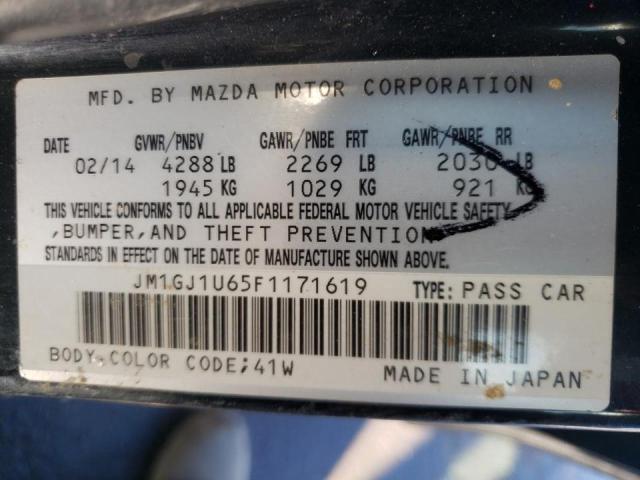 MFD. BY MAZDA MOTOR CORPORATION
DATE GVWR/PNBV GAWR/PNBE FRT GAWR/PNBE RR
02/14 4288 LB 2269 LB 2030 LB
1945 KG 1029 KG 921 KG
THIS VEHICLE CONFORMS TO ALL APPLICABLE FEDERAL MOTOR VEHICLE SAFETY
,BUMPER,AND THEFT PREVENTION
STANDARDS IN EFFECT ON THE DATE OF MANUFACTURE SHOWN ABOVE.
JM1GJ1U65F1171619 TYPE: PASS CAR
BODY COLOR CODE;41W MADE IN JAPAN